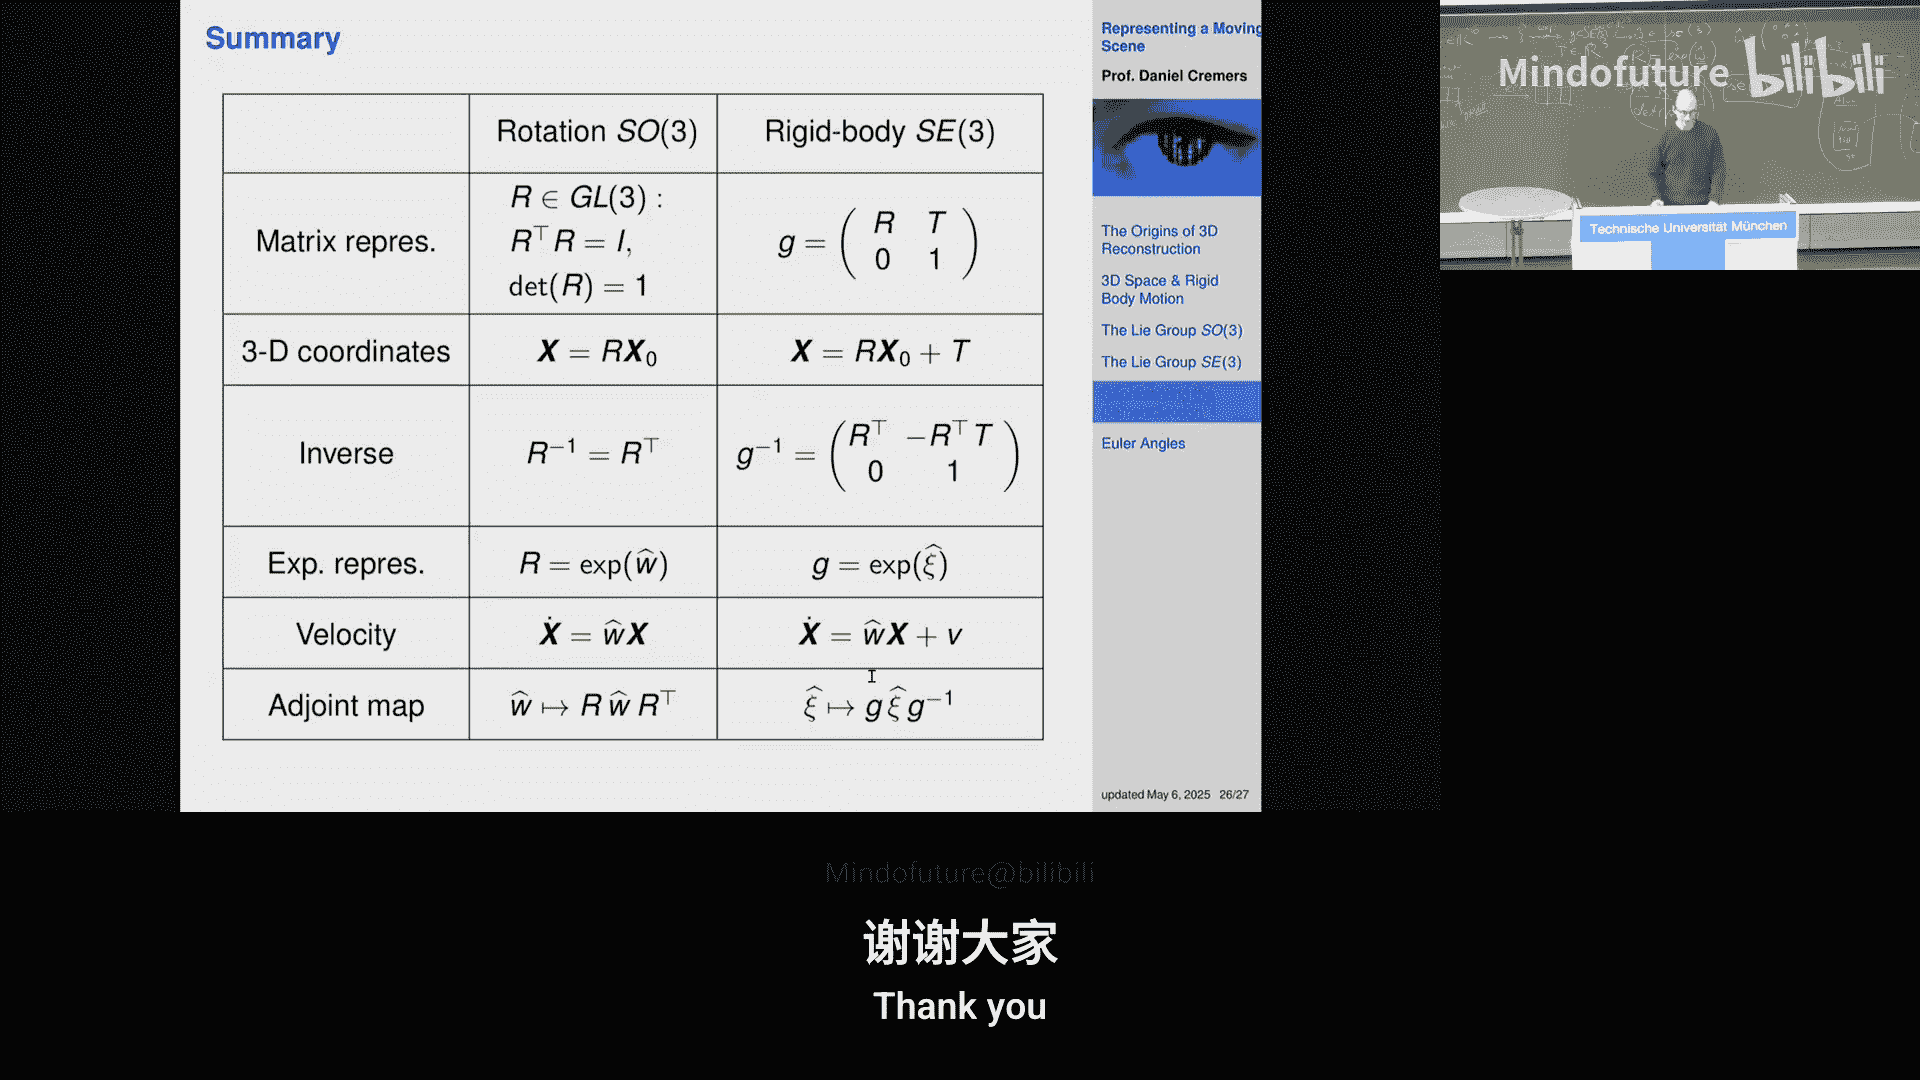 Summary
Rotation SO(3)
Rigid-body SE(3)
Matrix repres.
R ∈ GL(3) :
R⊤R = I,
det(R) = 1
g = ( R T
0 1 )
3-D coordinates
X = RX₀
X = RX₀ + T
Inverse
R⁻¹ = R⊤
g⁻¹ = ( R⊤ −R⊤T
0 1 )
Exp. repres.
R = exp(ŵ)
g = exp(ξ̂)
Velocity
Ẋ = ŵX
Ẋ = ŵX + v
Adjoint map
ŵ ↦ R ŵ R⊤
ξ̂ ↦ g ξ̂ g⁻¹
Representing a Moving
Scene
Prof. Daniel Cremers
The Origins of 3D
Reconstruction
3D Space & Rigid
Body Motion
The Lie Group SO(3)
The Lie Group SE(3)
Euler Angles
updated May 6, 2025 26/27
Mindofuture bilibili
Technische Universität München
Mindofuture@bilibili
谢谢大家
Thank you